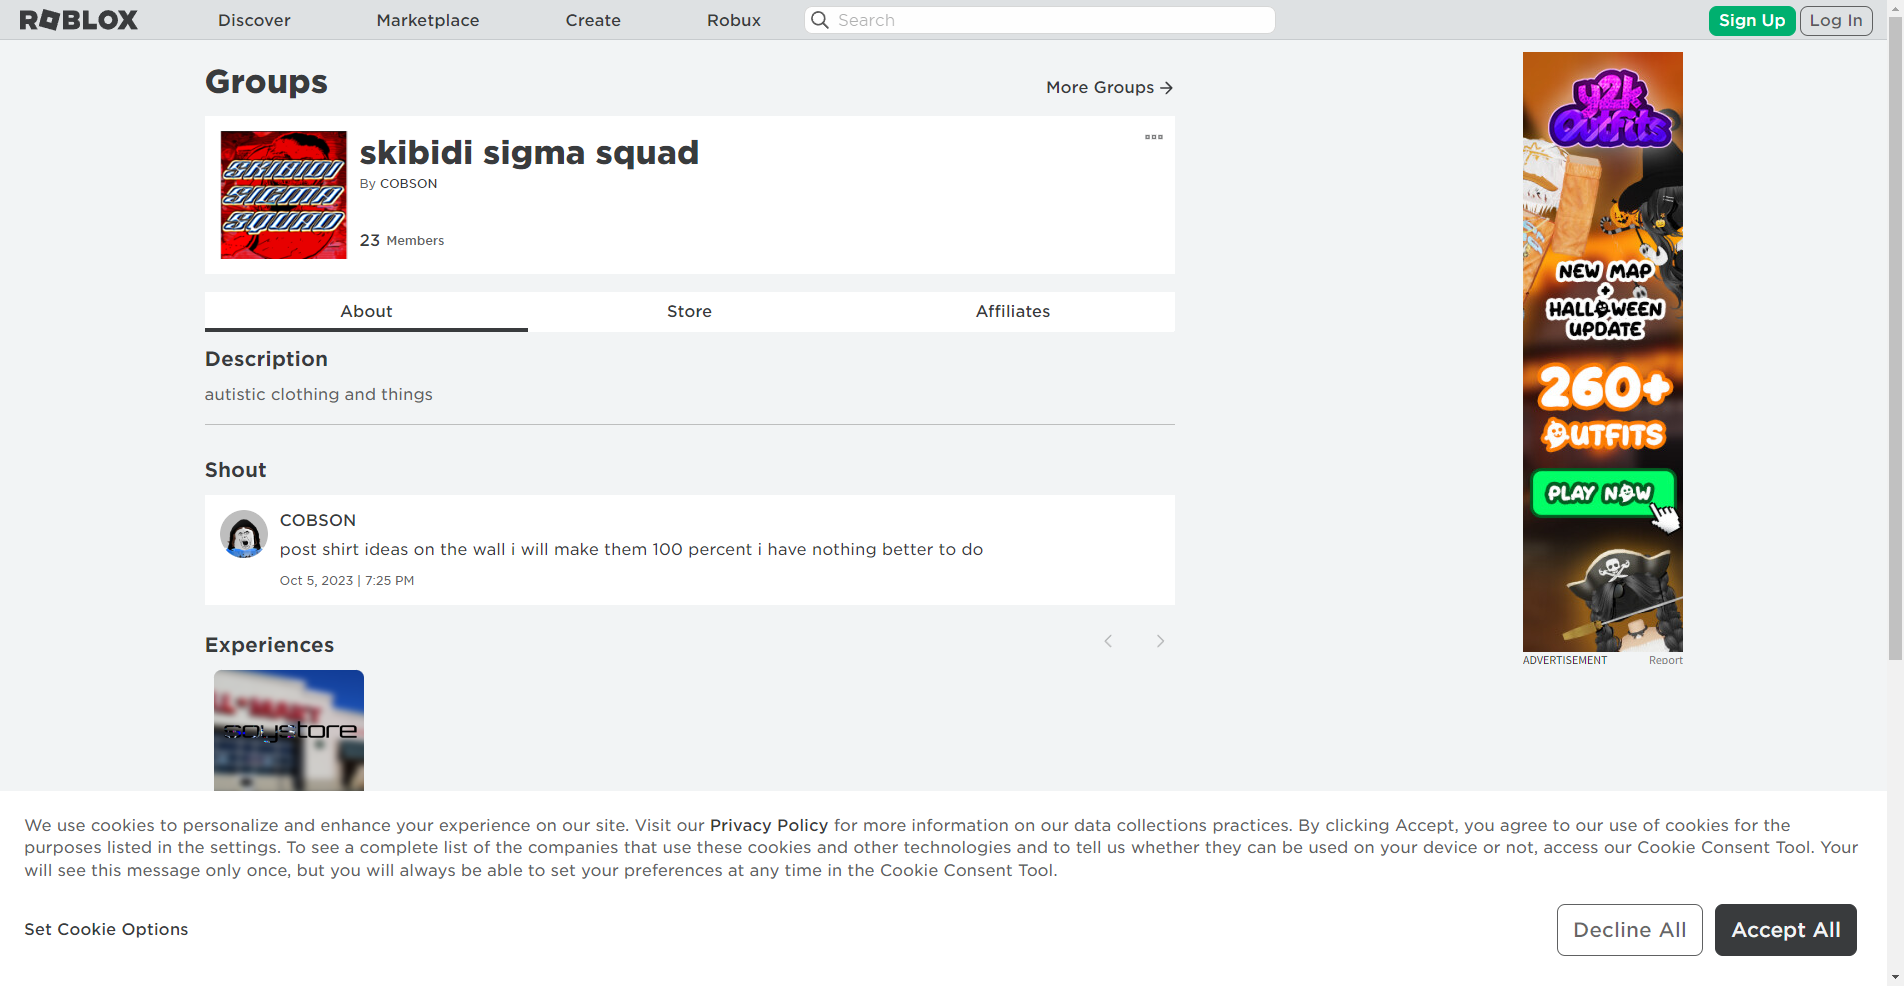 ROBLOX
Discover
Marketplace
Create
Robux
Search
Sign Up
Log In
Groups
More Groups
SKIBIDI
SIGMA
SQUAD
skibidi sigma squad
By COBSON
23 Members
About
Store
Affiliates
Description
autistic clothing and things
Shout
COBSON
post shirt ideas on the wall i will make them 100 percent i have nothing better to do
Oct 5, 2023 | 7:25 PM
Experiences
soystore
y2k
Outfits
NEW MAP
+
HALLOWEEN
UPDATE
260+
OUTFITS
PLAY NOW
ADVERTISEMENT
Report
We use cookies to personalize and enhance your experience on our site. Visit our Privacy Policy for more information on our data collections practices. By clicking Accept, you agree to our use of cookies for the
purposes listed in the settings. To see a complete list of the companies that use these cookies and other technologies and to tell us whether they can be used on your device or not, access our Cookie Consent Tool. Your
will see this message only once, but you will always be able to set your preferences at any time in the Cookie Consent Tool.
Set Cookie Options
Decline All
Accept All